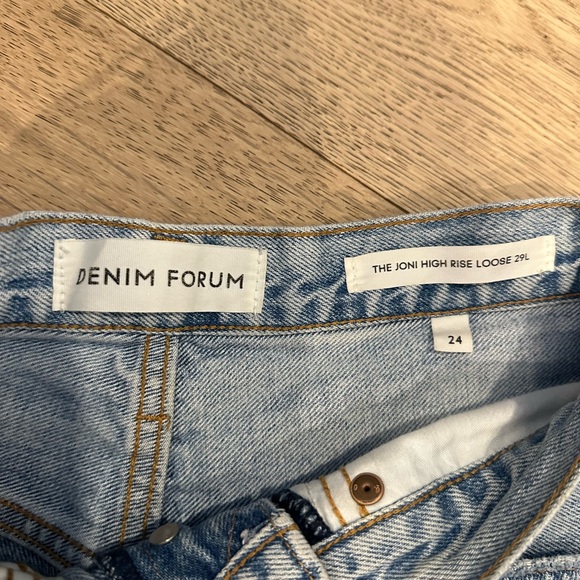 DENIM FORUM
THE JONI HIGH RISE LOOSE 29L
24